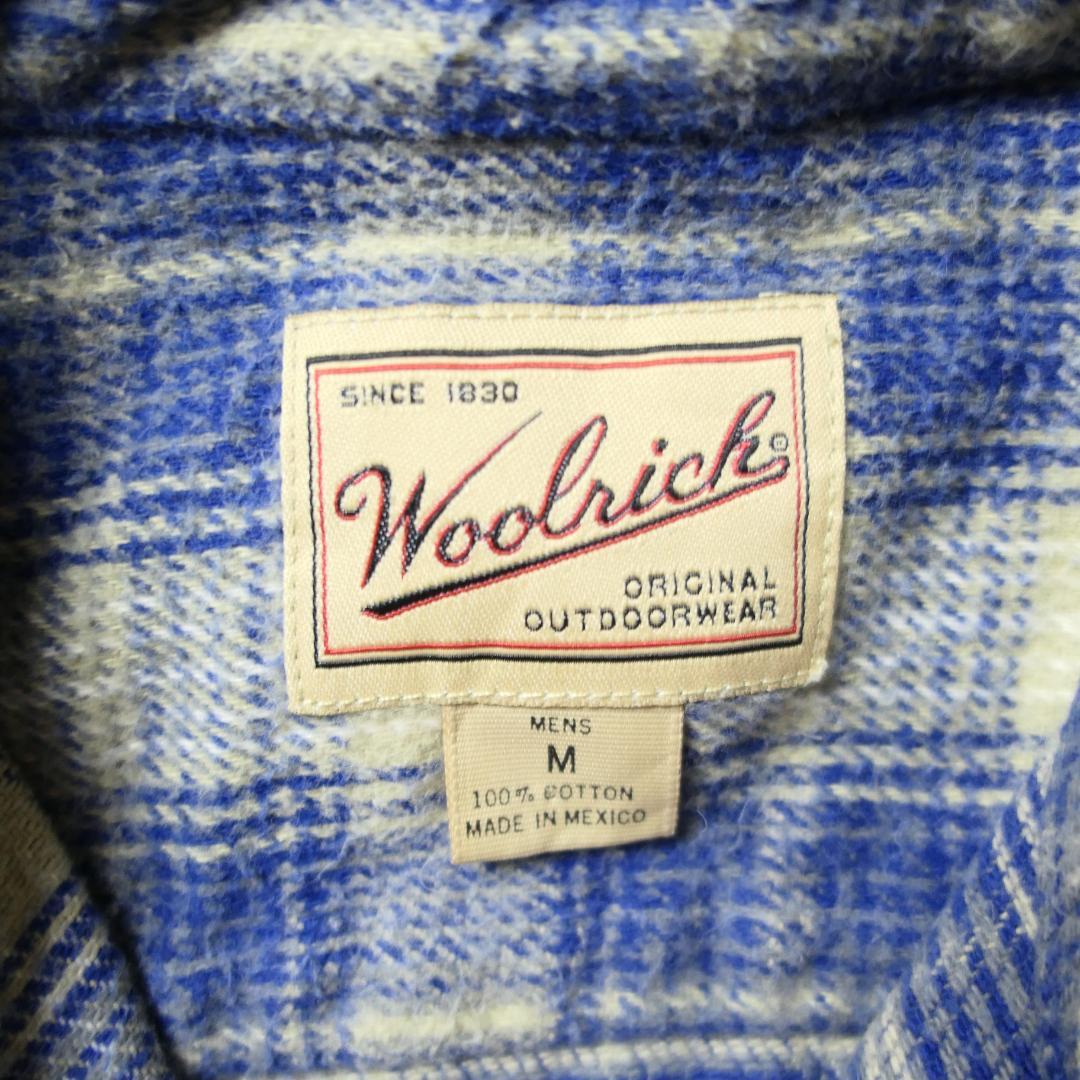 SINCE 1830
Woolrich®
ORIGINAL
OUTDOORWEAR
MENS
M
100% COTTON
MADE IN MEXICO